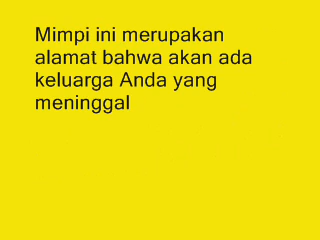 Mimpi ini merupakan
alamat bahwa akan ada
keluarga Anda yang
meninggal